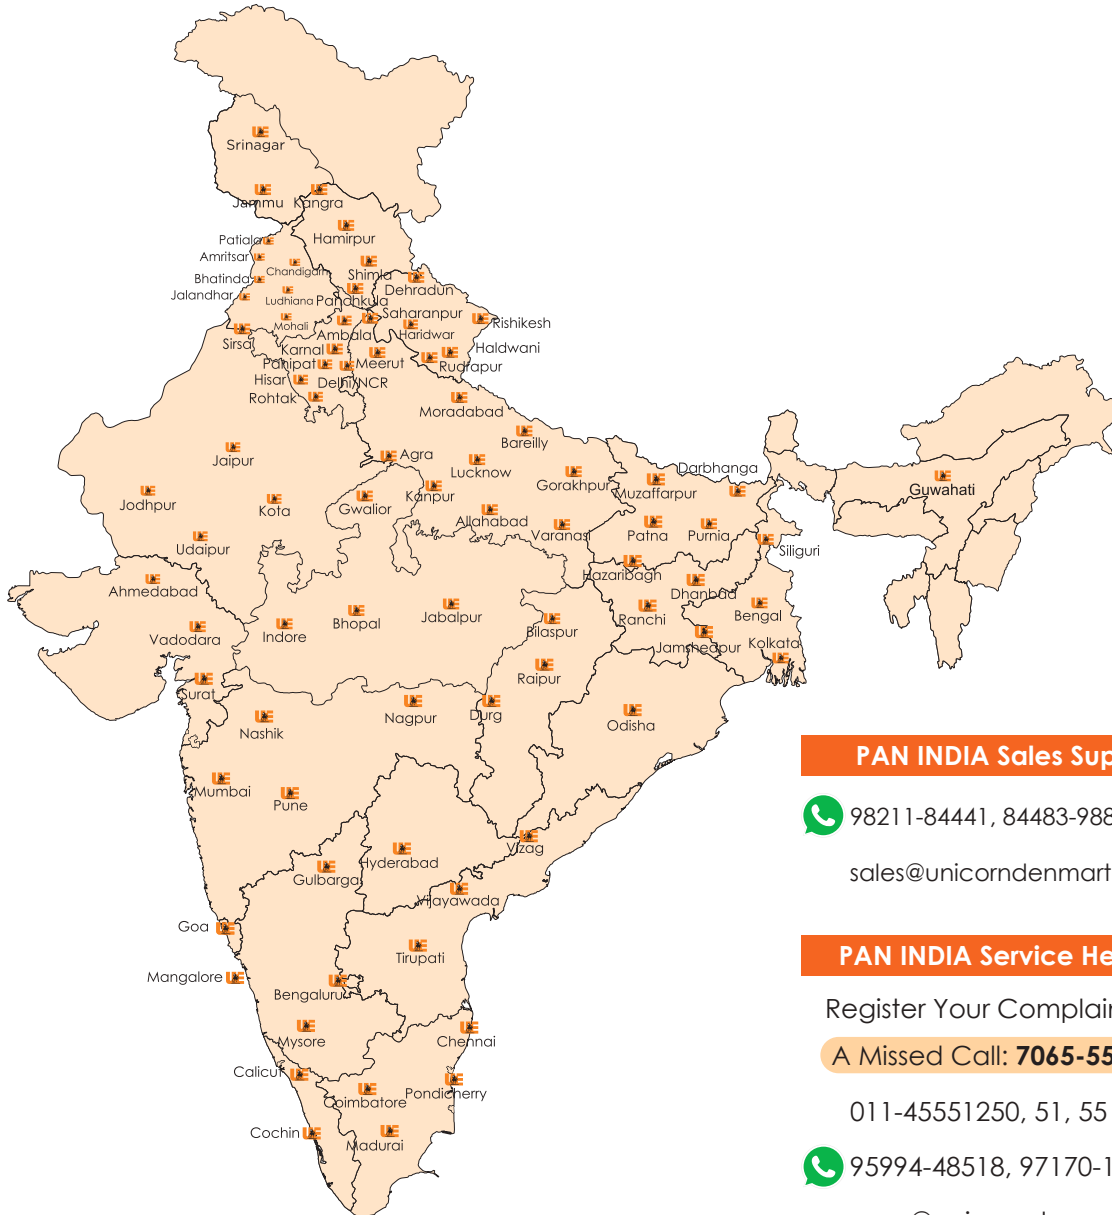 Srinagar
Jammu Kangra
Hamirpur
Patiala
Amritsar
Chandigarh
Shimla
Bhatinda
Dehradun
Jalandhar
Ludhiana Pandhkula
Saharanpur
Mohali
Rishikesh
Sirsa
Ambala
Haridwar
Karnal
Haldwani
Panipat
Meerut
Rudrapur
Hisar
Delhi/NCR
Rohtak
Moradabad
Bareilly
Jaipur
Agra
Lucknow
Darbhanga
Gorakhpur
Muzaffarpur
Guwahati
Jodhpur
Kota
Gwalior
Kanpur
Allahabad
Varanasi
Patna
Purnia
Siliguri
Udaipur
Hazaribagh
Ahmedabad
Dhanbad
Vadodara
Indore
Bhopal
Jabalpur
Bilaspur
Ranchi
Bengal
Jamshedpur
Kolkata
Raipur
Surat
Nashik
Nagpur
Durg
Odisha
Mumbai
Pune
Hyderabad
Vizag
Gulbarga
Vijayawada
Goa
Tirupati
Mangalore
Bengaluru
Mysore
Chennai
Calicut
Coimbatore
Pondicherry
Cochin
Madurai
PAN INDIA Sales Sup
98211-84441, 84483-988
sales@unicorndenmart
PAN INDIA Service He
Register Your Complain
A Missed Call: 7065-55
011-45551250, 51, 55
95994-48518, 97170-1